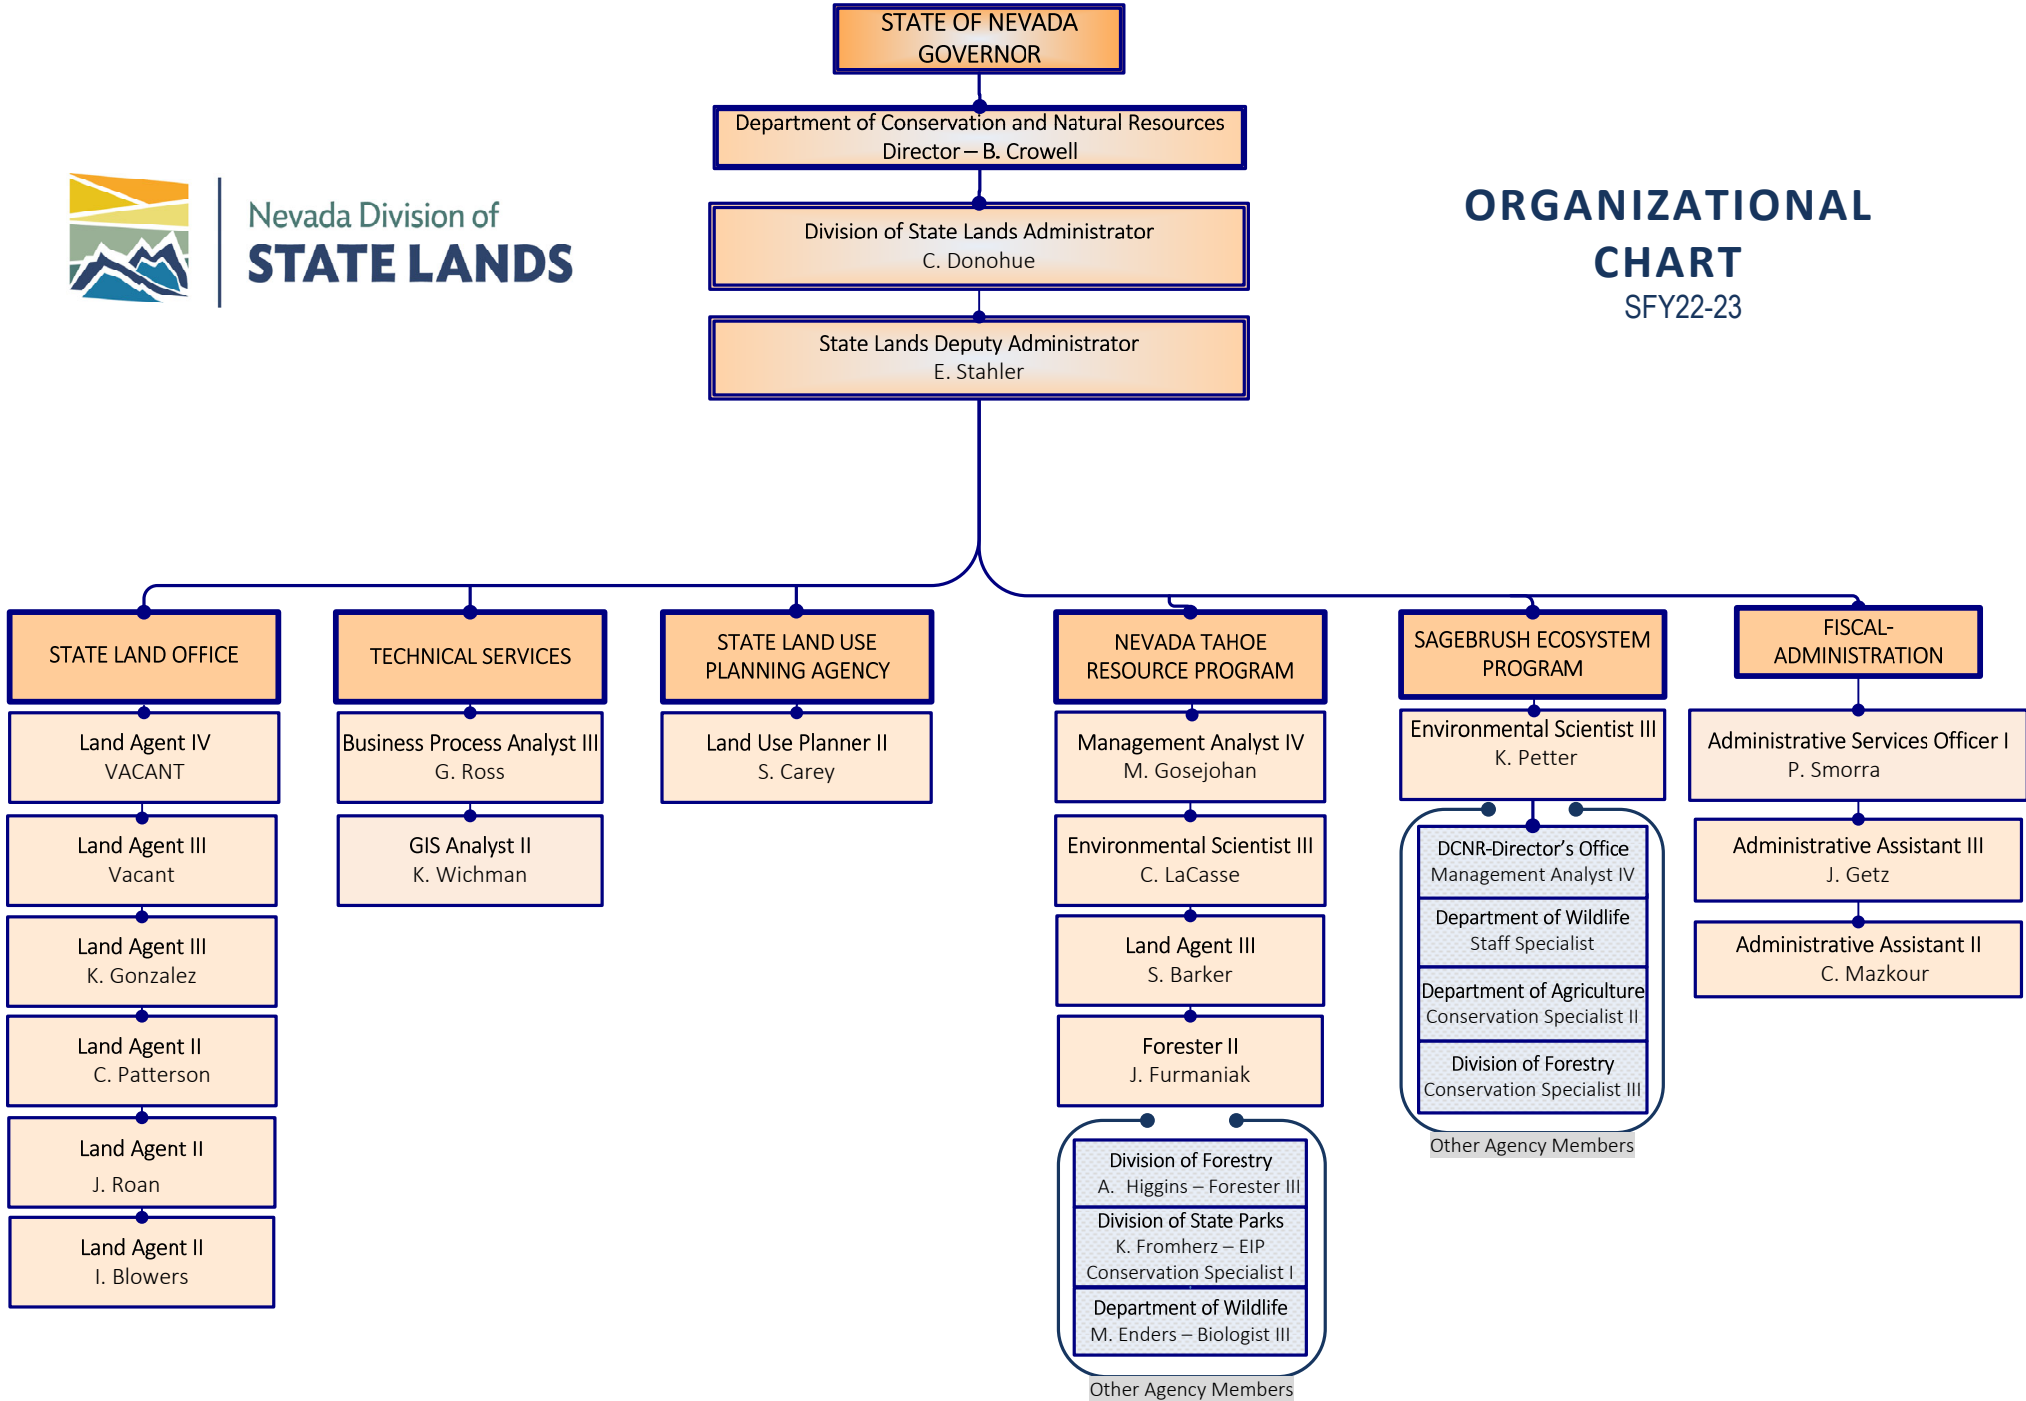 STATE OF NEVADA
GOVERNOR
Department of Conservation and Natural Resources
Director – B. Crowell
Nevada Division of
STATE LANDS
ORGANIZATIONAL
CHART
SFY22-23
Division of State Lands Administrator
C. Donohue
State Lands Deputy Administrator
E. Stahler
STATE LAND OFFICE
Land Agent IV
VACANT
Land Agent III
Vacant
Land Agent III
K. Gonzalez
Land Agent II
C. Patterson
Land Agent II
J. Roan
Land Agent II
I. Blowers
TECHNICAL SERVICES
Business Process Analyst III
G. Ross
GIS Analyst II
K. Wichman
STATE LAND USE
PLANNING AGENCY
Land Use Planner II
S. Carey
NEVADA TAHOE
RESOURCE PROGRAM
Management Analyst IV
M. Gosejohan
Environmental Scientist III
C. LaCasse
Land Agent III
S. Barker
Forester II
J. Furmaniak
Division of Forestry
A. Higgins – Forester III
Division of State Parks
K. Fromherz – EIP
Conservation Specialist I
Department of Wildlife
M. Enders – Biologist III
Other Agency Members
SAGEBRUSH ECOSYSTEM
PROGRAM
Environmental Scientist III
K. Petter
DCNR-Director’s Office
Management Analyst IV
Department of Wildlife
Staff Specialist
Department of Agriculture
Conservation Specialist II
Division of Forestry
Conservation Specialist III
Other Agency Members
FISCAL-
ADMINISTRATION
Administrative Services Officer I
P. Smorra
Administrative Assistant III
J. Getz
Administrative Assistant II
C. Mazkour